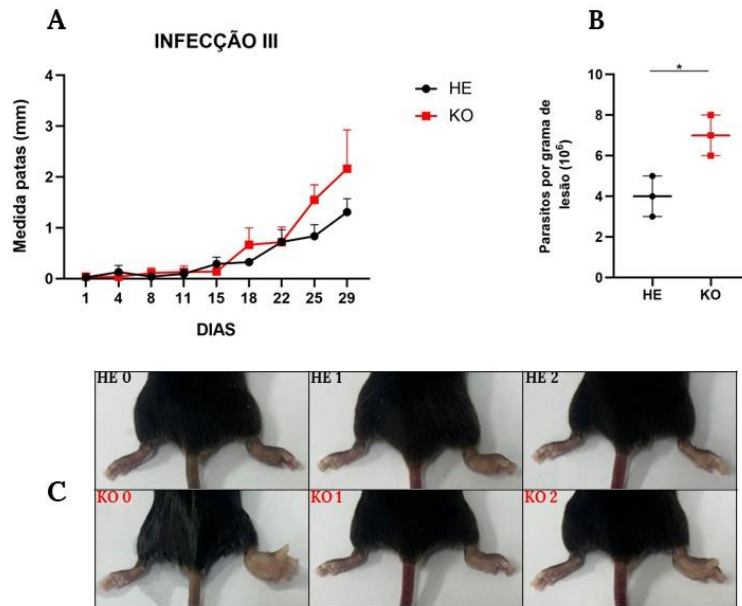 A
INFECÇÃO III
Medida patas (mm)
4
3
2
1
0
1 4 8 11 15 18 22 25 29
DIAS
HE
KO
B
*
Parasitos por grama de
lesão (10⁶)
10
8
6
4
2
0
HE KO
C
HE 0 HE 1 HE 2
KO 0 KO 1 KO 2